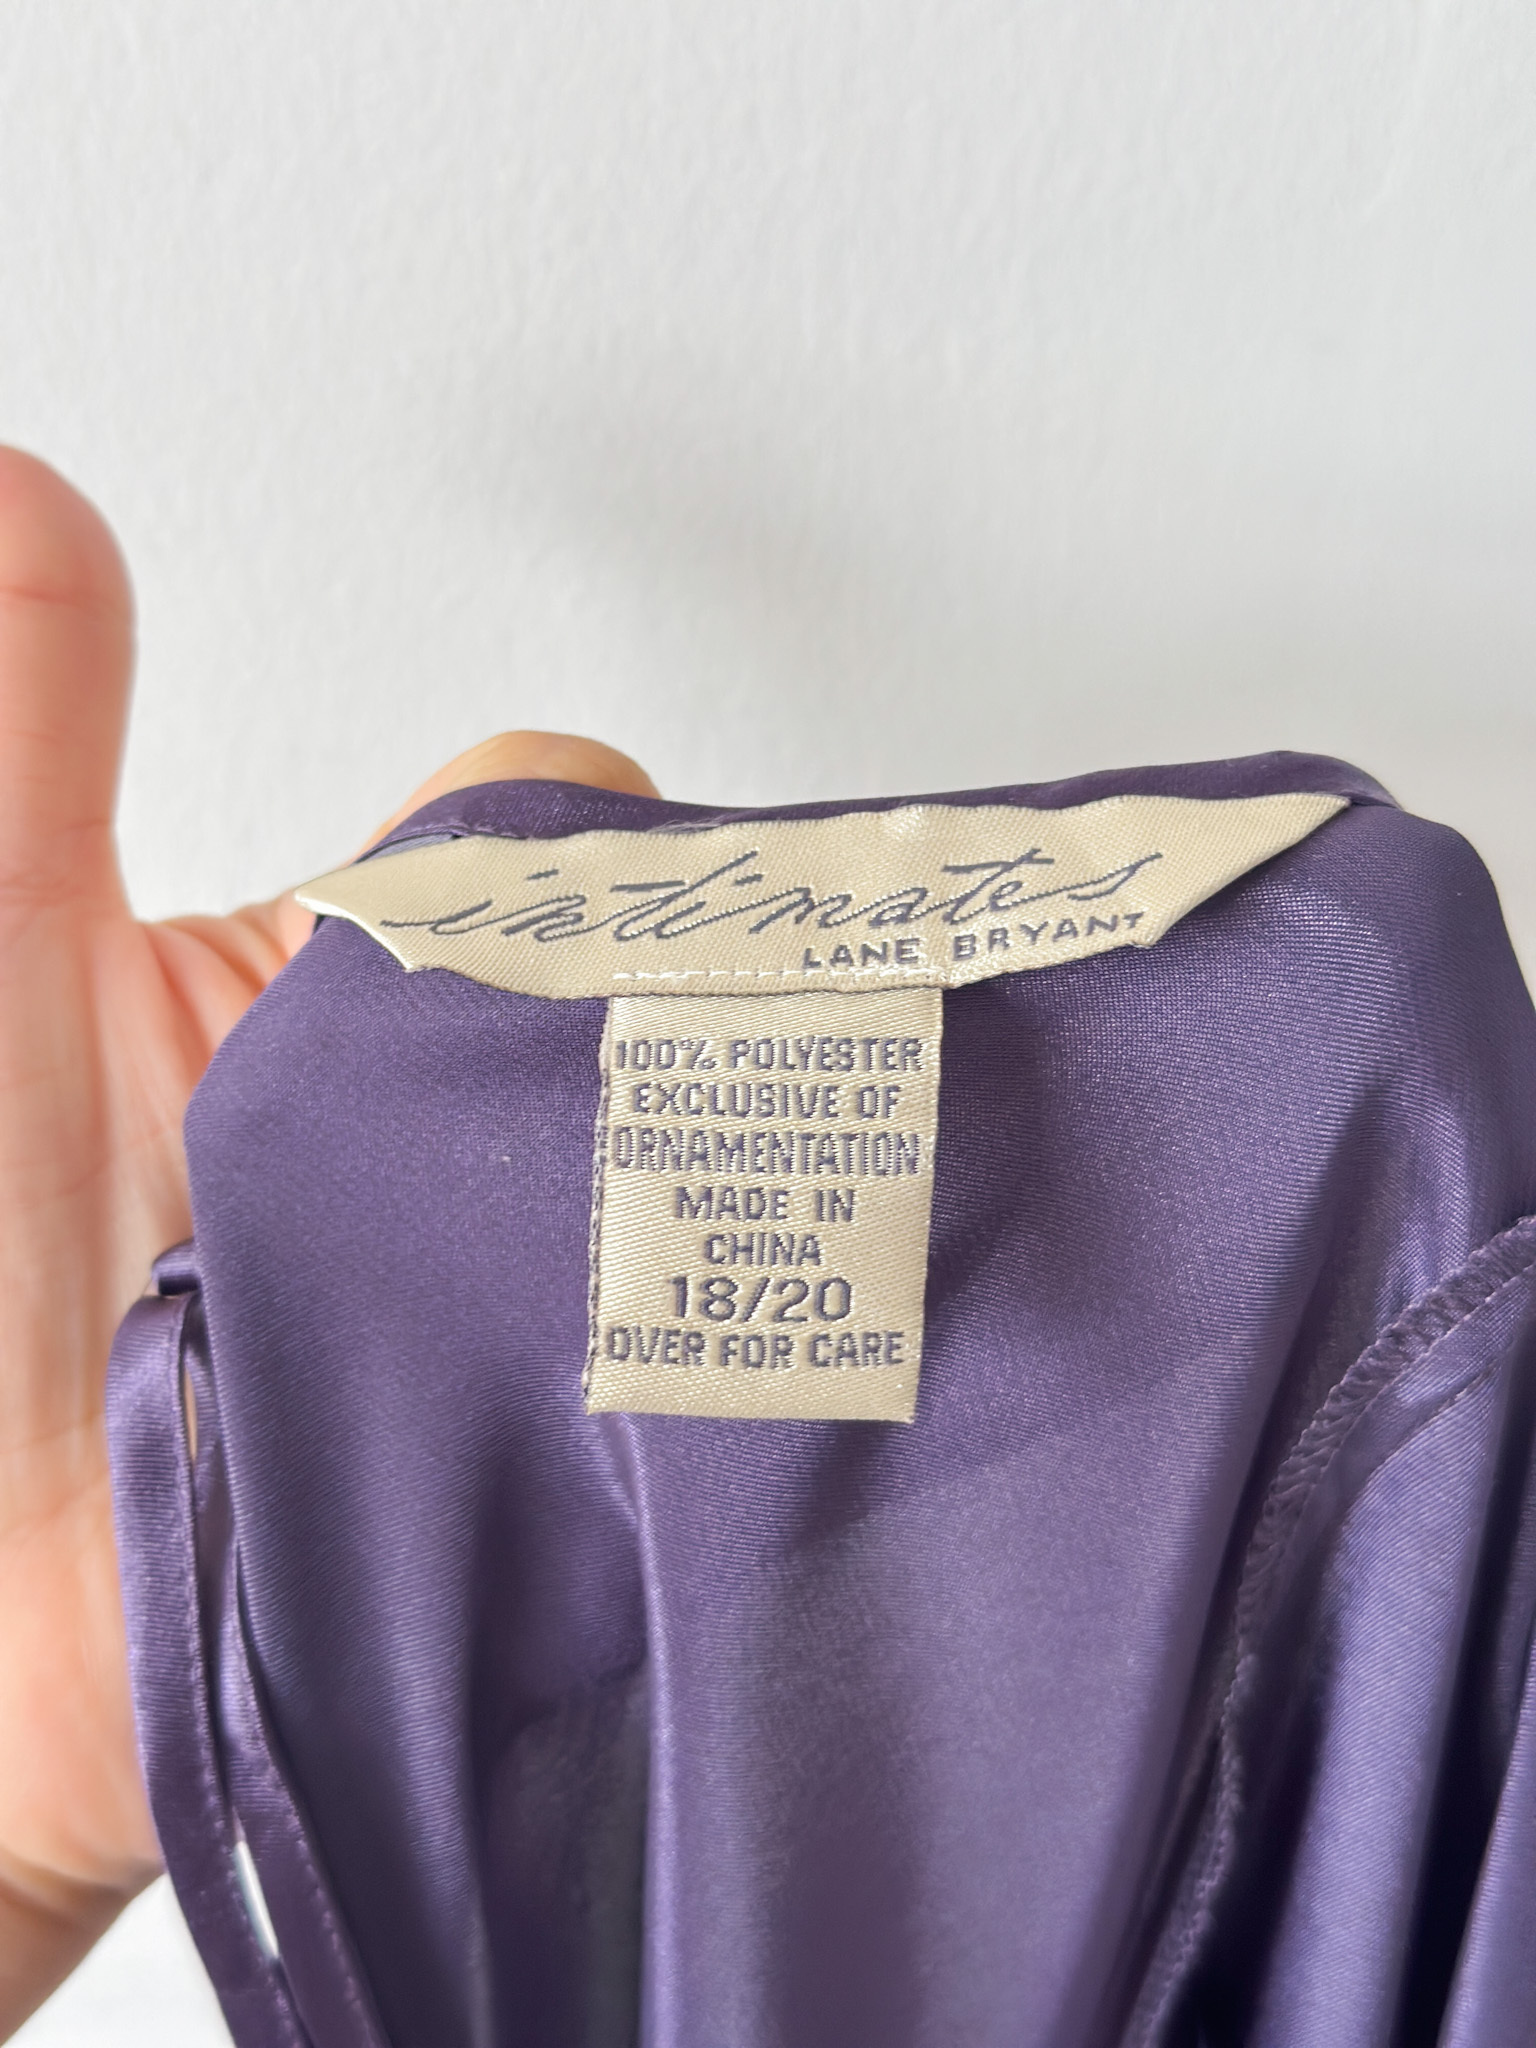 intimates
LANE BRYANT
100% POLYESTER
EXCLUSIVE OF
ORNAMENTATION
MADE IN
CHINA
18/20
OVER FOR CARE